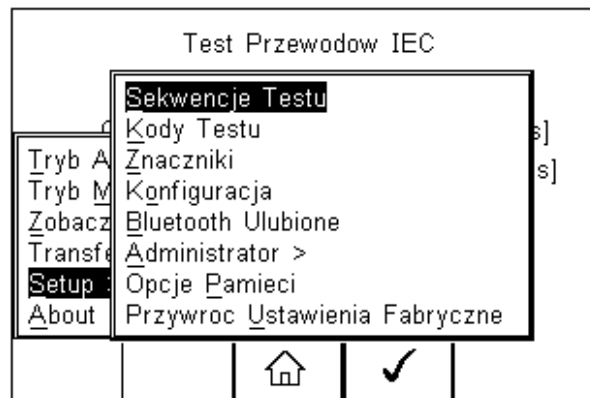 Test Przewodow IEC
Sekwencje Testu
Kody Testu
Znaczniki
Konfiguracja
Bluetooth Ulubione
Administrator >
Opcje Pamieci
Przywroc Ustawienia Fabryczne
s]
s]
Tryb A
Tryb M
Zobacz
Transfe
Setup
About